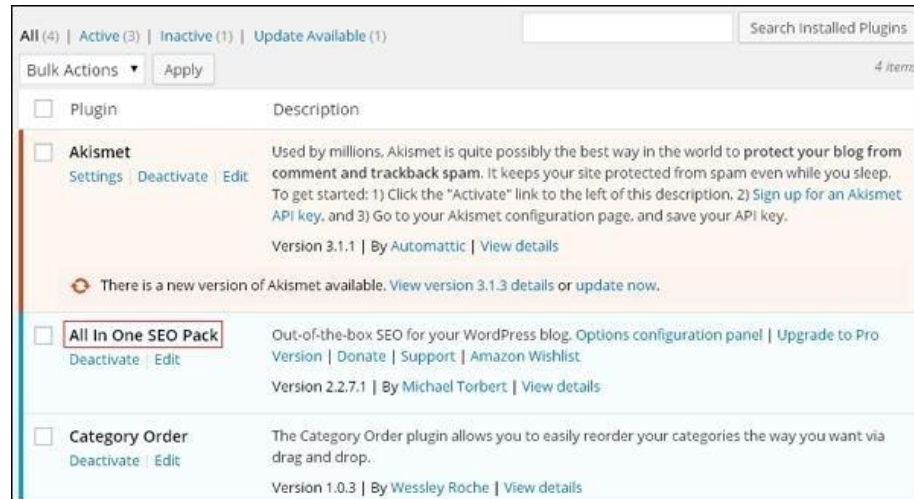 All (4) | Active (3) | Inactive (1) | Update Available (1)
Search Installed Plugins
Bulk Actions Apply
4 items
Plugin Description
Akismet
Settings | Deactivate | Edit
Used by millions, Akismet is quite possibly the best way in the world to protect your blog from
comment and trackback spam. It keeps your site protected from spam even while you sleep.
To get started: 1) Click the "Activate" link to the left of this description, 2) Sign up for an Akismet
API key, and 3) Go to your Akismet configuration page, and save your API key.
Version 3.1.1 | By Automattic | View details
There is a new version of Akismet available. View version 3.1.3 details or update now.
All In One SEO Pack
Deactivate | Edit
Out-of-the-box SEO for your WordPress blog. Options configuration panel | Upgrade to Pro
Version | Donate | Support | Amazon Wishlist
Version 2.2.7.1 | By Michael Torbert | View details
Category Order
Deactivate | Edit
The Category Order plugin allows you to easily reorder your categories the way you want via
drag and drop.
Version 1.0.3 | By Wessley Roche | View details